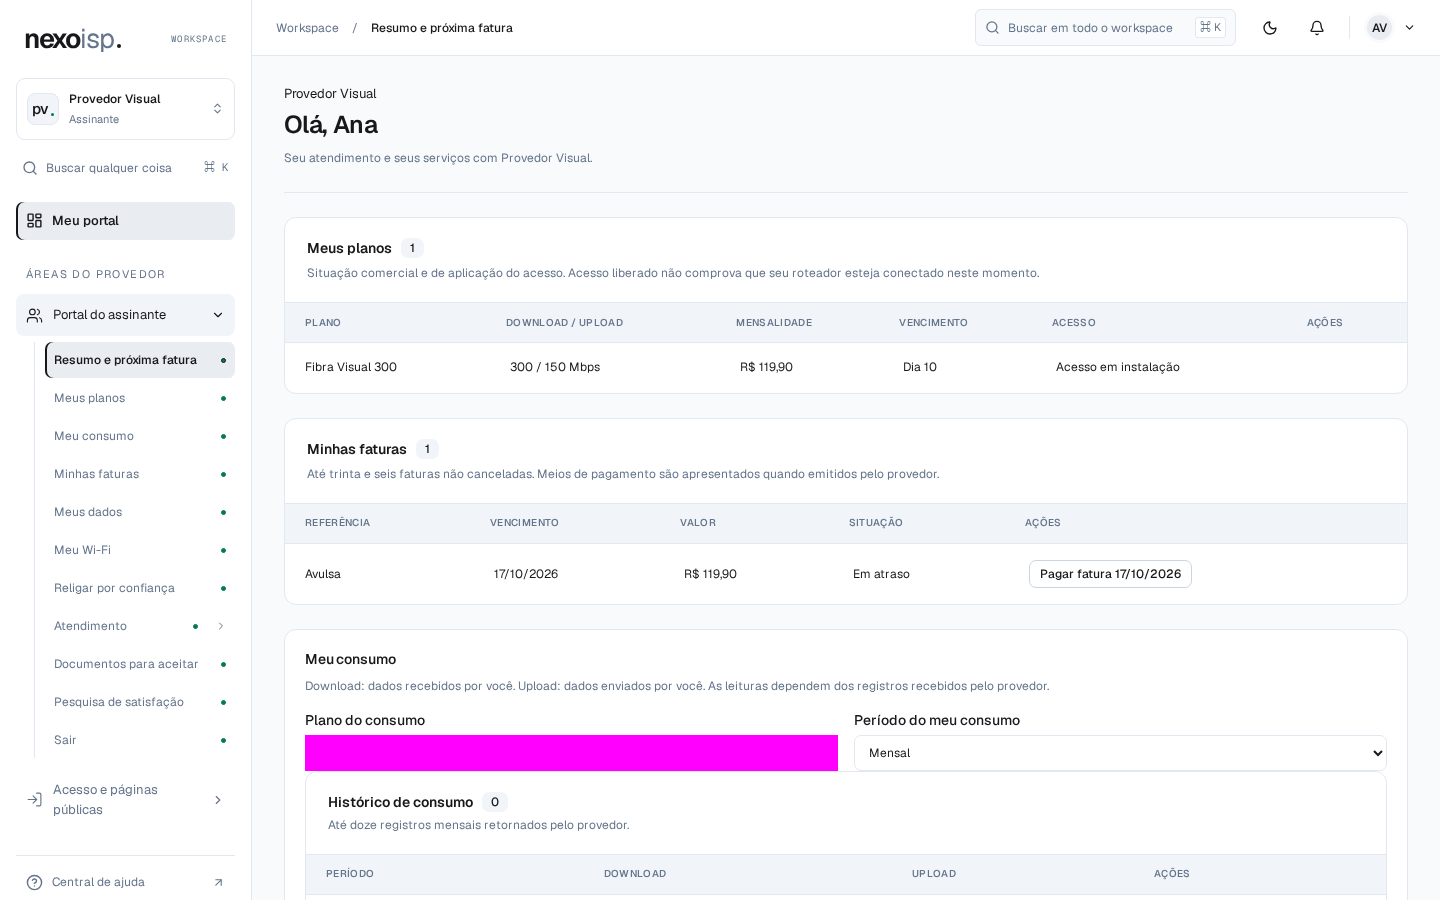 nexoisp.
WORKSPACE
pv.
Provedor Visual
Assinante
Buscar qualquer coisa
⌘ K
Meu portal
ÁREAS DO PROVEDOR
Portal do assinante
Resumo e próxima fatura
Meus planos
Meu consumo
Minhas faturas
Meus dados
Meu Wi-Fi
Religar por confiança
Atendimento
Documentos para aceitar
Pesquisa de satisfação
Sair
Acesso e páginas
públicas
Central de ajuda
Workspace / Resumo e próxima fatura
Buscar em todo o workspace
⌘ K
AV
Provedor Visual
Olá, Ana
Seu atendimento e seus serviços com Provedor Visual.
Meus planos 1
Situação comercial e de aplicação do acesso. Acesso liberado não comprova que seu roteador esteja conectado neste momento.
PLANO DOWNLOAD / UPLOAD MENSALIDADE VENCIMENTO ACESSO AÇÕES
Fibra Visual 300 300 / 150 Mbps R$ 119,90 Dia 10 Acesso em instalação
Minhas faturas 1
Até trinta e seis faturas não canceladas. Meios de pagamento são apresentados quando emitidos pelo provedor.
REFERÊNCIA VENCIMENTO VALOR SITUAÇÃO AÇÕES
Avulsa 17/10/2026 R$ 119,90 Em atraso Pagar fatura 17/10/2026
Meu consumo
Download: dados recebidos por você. Upload: dados enviados por você. As leituras dependem dos registros recebidos pelo provedor.
Plano do consumo Período do meu consumo
Mensal
Histórico de consumo 0
Até doze registros mensais retornados pelo provedor.
PERÍODO DOWNLOAD UPLOAD AÇÕES